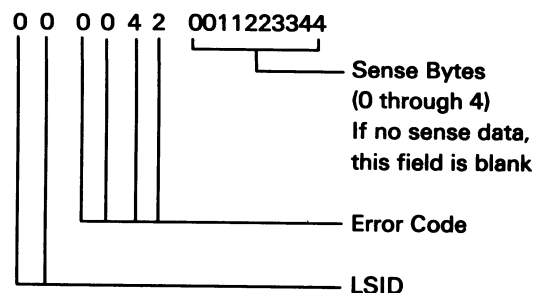 0 0 0 0 4 2 0011223344
Sense Bytes
(0 through 4)
If no sense data,
this field is blank
Error Code
LSID